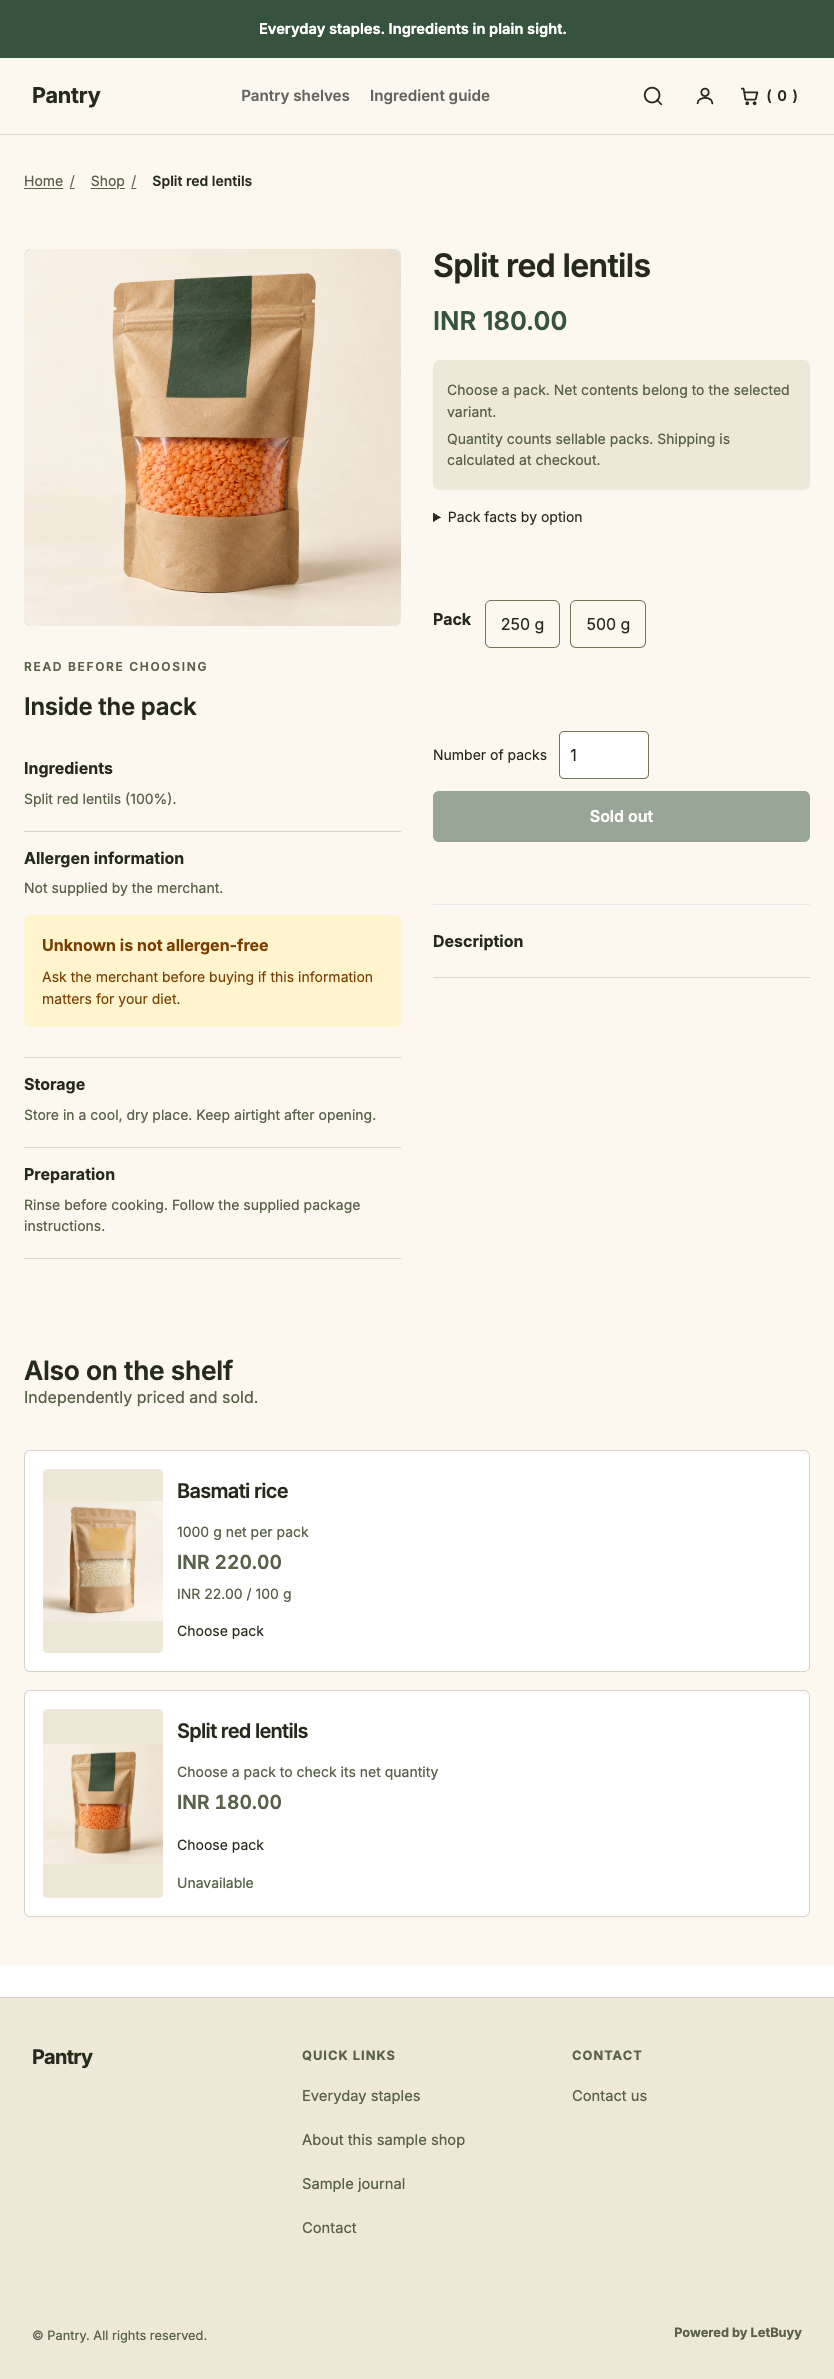 Everyday staples. Ingredients in plain sight.
Pantry
Pantry shelves
Ingredient guide
( 0 )
Home / Shop / Split red lentils
Split red lentils
INR 180.00
Choose a pack. Net contents belong to the selected
variant.
Quantity counts sellable packs. Shipping is
calculated at checkout.
Pack facts by option
Pack
250 g
500 g
Number of packs
1
Sold out
Description
READ BEFORE CHOOSING
Inside the pack
Ingredients
Split red lentils (100%).
Allergen information
Not supplied by the merchant.
Unknown is not allergen-free
Ask the merchant before buying if this information
matters for your diet.
Storage
Store in a cool, dry place. Keep airtight after opening.
Preparation
Rinse before cooking. Follow the supplied package
instructions.
Also on the shelf
Independently priced and sold.
Basmati rice
1000 g net per pack
INR 220.00
INR 22.00 / 100 g
Choose pack
Split red lentils
Choose a pack to check its net quantity
INR 180.00
Choose pack
Unavailable
Pantry
QUICK LINKS
Everyday staples
About this sample shop
Sample journal
Contact
CONTACT
Contact us
© Pantry. All rights reserved.
Powered by LetBuyy